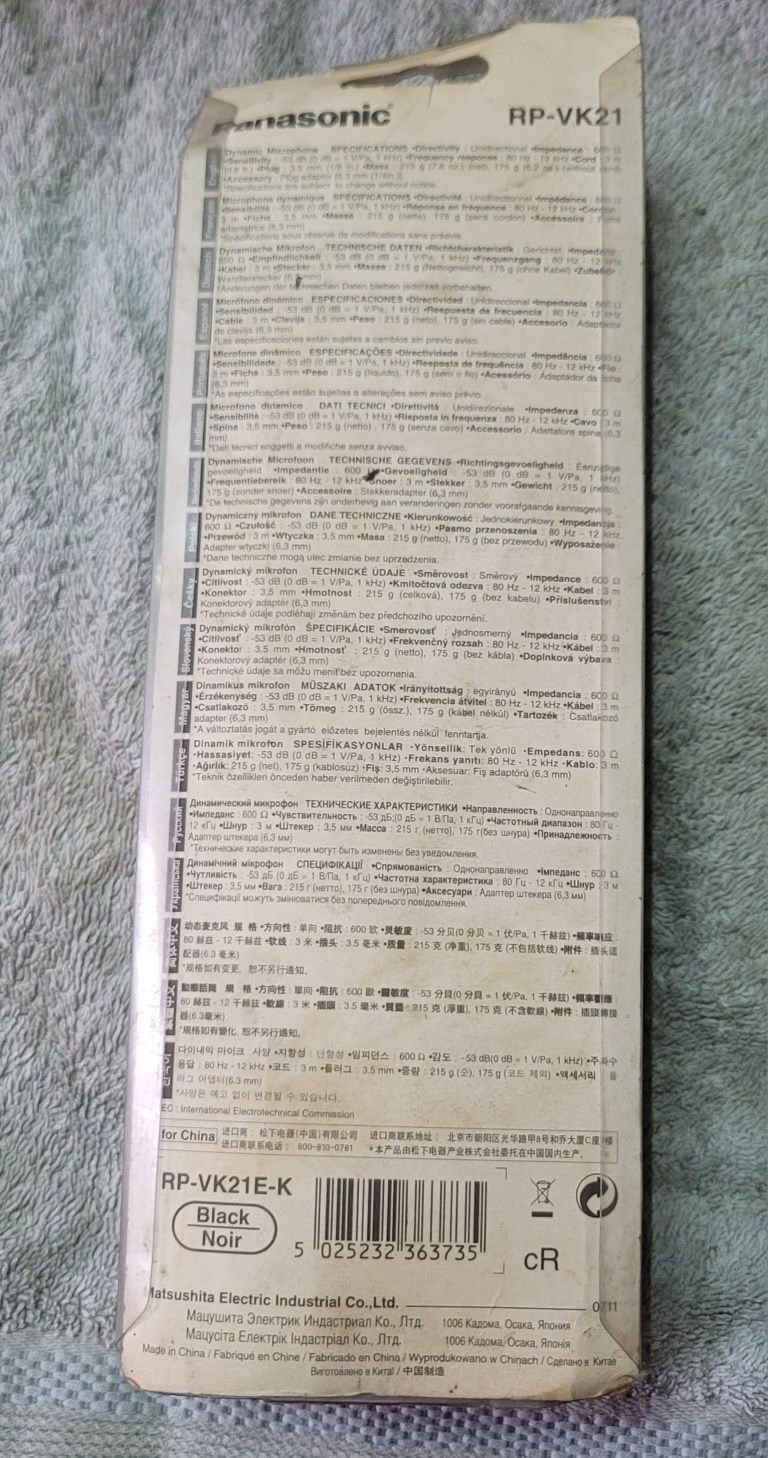 Panasonic RP-VK21
English
Dynamic Microphone SPECIFICATIONS •Directivity : Unidirectional •Impedance : 600 Ω
•Sensitivity : -53 dB (0 dB = 1 V/Pa, 1 kHz) •Frequency response : 80 Hz - 12 kHz •Cord : 3 m
(9.8 ft.) •Plug : 3.5 mm (1/8 in.) •Mass : 215 g (7.6 oz.) (net), 175 g (6.2 oz.) (without cord)
•Accessory : Plug adaptor [6.3 mm (1/4in.)]
*Specifications are subject to change without notice.
Français
Microphone dynamique SPÉCIFICATIONS •Directivité : Unidirectionnel •Impédance : 600 Ω
•Sensibilité : -53 dB (0 dB = 1 V/Pa, 1 kHz) •Réponse en fréquence : 80 Hz - 12 kHz •Cordon :
3 m •Fiche : 3,5 mm •Masse : 215 g (netto), 175 g (sans cordon) •Accessoire : Fiche
adaptatrice (6,3 mm)
*Spécifications sous réserve de modifications sans préavis.
Deutsch
Dynamische Mikrofon TECHNISCHE DATEN •Richtcharakteristik : Gerichtet •Impedenz :
600 Ω •Empfindlichkeit : -53 dB (0 dB = 1 V/Pa, 1 kHz) •Frequenzgang : 80 Hz - 12 kHz
•Kabel : 3 m •Stecker : 3,5 mm •Masse : 215 g (Nettogewicht), 175 g (ohne Kabel) •Zubehör :
Wandlerstecker (6,3 mm)
*Änderungen der technischen Daten bleiben jederzeit vorbehalten.
Español
Micrófono dinámico ESPECIFICACIONES •Directividad : Unidireccional •Impedancia : 600 Ω
•Sensibilidad : -53 dB (0 dB = 1 V/Pa, 1 kHz) •Respuesta de frecuencia : 80 Hz - 12 kHz
•Cable : 3 m •Clavija : 3,5 mm •Peso : 215 g (neto), 175 g (sin cable) •Accesorio : Adaptador
de clavija (6,3 mm)
*Las especificaciones están sujetas a cambios sin previo aviso.
Português
Microfone dinâmico ESPECIFICAÇÕES •Directividade : Unidireccional •Impedância : 600 Ω
•Sensibilidade : -53 dB (0 dB = 1 V/Pa, 1 kHz) •Resposta de frequência : 80 Hz - 12 kHz •Fio :
3 m •Ficha : 3,5 mm •Peso : 215 g (líquido), 175 g (sem o fio) •Acessório : Adaptador da ficha
(6,3 mm)
*As especificações estão sujeitas a alterações sem aviso prévio.
Italiano
Microfono dinamico DATI TECNICI •Direttività : Unidirezionale •Impedenza : 600 Ω
•Sensibilità : -53 dB (0 dB = 1 V/Pa, 1 kHz) •Risposta in frequenza : 80 Hz - 12 kHz •Cavo : 3 m
•Spina : 3,5 mm •Peso : 215 g (netto) , 175 g (senza cavo) •Accessorio : Adattatore spina (6,3
mm)
*Dati tecnici soggetti a modifiche senza avviso.
Nederlands
Dynamische Microfoon TECHNISCHE GEGEVENS •Richtingsgevoeligheid : Eenzijdige
gevoeligheid •Impedantie : 600 •Gevoeligheid : -53 dB (0 dB = 1 V/Pa, 1 kHz)
•Frequentiebereik : 80 Hz - 12 kHz •Snoer : 3 m •Stekker : 3,5 mm •Gewicht : 215 g (netto),
175 g (zonder snoer) •Accessoire : Stekkeradapter (6,3 mm)
*De technische gegevens zijn onderhevig aan veranderingen zonder voorafgaande kennisgeving.
Polski
Dynamiczny mikrofon DANE TECHNICZNE •Kierunkowość : Jednokierunkowy •Impedancja :
600 Ω •Czułość : -53 dB (0 dB = 1 V/Pa, 1 kHz) •Pasmo przenoszenia : 80 Hz - 12 kHz
•Przewód : 3 m •Wtyczka : 3,5 mm •Masa : 215 g (netto), 175 g (bez przewodu) •Wyposażenie :
Adapter wtyczki (6,3 mm)
*Dane techniczne mogą ulec zmianie bez uprzedzenia.
Česky
Dynamický mikrofon TECHNICKÉ ÚDAJE •Směrovost : Směrový •Impedance : 600 Ω
•Citlivost : -53 dB (0 dB = 1 V/Pa, 1 kHz) •Kmitočtová odezva : 80 Hz - 12 kHz •Kabel : 3 m
•Konektor : 3,5 mm •Hmotnost : 215 g (celková), 175 g (bez kabelu) •Příslušenství :
Konektorový adaptér (6,3 mm)
*Technické údaje podléhají změnám bez předchozího upozornění.
Slovenský
Dynamický mikrofón ŠPECIFIKÁCIE •Smerovosť : Jednosmerný •Impedancia : 600 Ω
•Citlivosť : -53 dB (0 dB = 1 V/Pa, 1 kHz) •Frekvenčný rozsah : 80 Hz - 12 kHz •Kábel : 3 m
•Konektor : 3,5 mm •Hmotnosť : 215 g (netto), 175 g (bez kábla) •Doplnková výbava :
Konektorový adaptér (6,3 mm)
*Technické údaje sa môžu meniť bez upozornenia.
Magyar
Dinamikus mikrofon MŰSZAKI ADATOK •Irányítottság : egyirányú •Impedancia : 600 Ω
•Érzékenység : -53 dB (0 dB = 1 V/Pa, 1 kHz) •Frekvencia átvitel : 80 Hz - 12 kHz •Kábel : 3 m
•Csatlakozó : 3,5 mm •Tömeg : 215 g (össz.), 175 g (kábel nélkül) •Tartozék : Csatlakozó
adapter (6,3 mm)
*A változtatás jogát a gyártó előzetes bejelentés nélkül fenntartja.
Türkçe
Dinamik mikrofon SPESİFİKASYONLAR •Yönsellik: Tek yönlü •Empedans: 600 Ω
•Hassasiyet: -53 dB (0 dB = 1 V/Pa, 1 kHz) •Frekans yanıtı: 80 Hz - 12 kHz •Kablo: 3 m
•Ağırlık: 215 g (net), 175 g (kablosüz) •Fiş: 3,5 mm •Aksesuar: Fiş adaptörü (6,3 mm)
*Teknik özellikleri önceden haber verilmeden değiştirilebilir.
Русский
Динамический микрофон ТЕХНИЧЕСКИЕ ХАРАКТЕРИСТИКИ •Направленность : Однонаправленно
•Импеданс : 600 Ω •Чувствительность : -53 дБ;(0 дБ = 1 В/Па, 1 кГц) •Частотный диапазон : 80 Гц -
12 кГц •Шнур : 3 м •Штекер : 3,5 мм •Масса : 215 г (нетто), 175 г(без шнура) •Принадлежность :
Адаптер штекера (6,3 мм)
*Технические характеристики могут быть изменены без уведомления.
Українська
Динамічний мікрофон СПЕЦИФІКАЦІЇ •Спрямованість : Однонаправленно •Імпеданс : 600 Ω
•Чутливість : -53 дБ (0 дБ = 1 В/Па, 1 кГц) •Частотна характеристика : 80 Гц - 12 кГц •Шнур : 3 м
•Штекер : 3,5 мм •Вага : 215 г (нетто), 175 г (без шнура) •Аксесуари : Адаптер штекера (6,3 мм)
*Специфікації можуть змінюватися без попереднього повідомлення.
简体中文
动态麦克风 规 格 •方向性 : 单向 •阻抗 : 600 欧 •灵敏度 : -53 分贝(0 分贝 = 1 伏/Pa, 1 千赫兹) •频率响应 :
80 赫兹 - 12 千赫兹 •软线 : 3 米 •插头 : 3.5 毫米 •质量 : 215 克 (净重), 175 克 (不包括软线) •附件 : 插头适
配器(6.3 毫米)
*规格如有变更, 恕不另行通知。
繁體中文
動態話筒 規 格 •方向性 : 單向 •阻抗 : 600 歐 •靈敏度 : -53 分貝(0 分貝 = 1 伏/Pa, 1 千赫兹) •頻率響應 :
80 赫兹 - 12 千赫兹 •軟線 : 3 米 •插頭 : 3.5 毫米 •質量 : 215 克 (淨重), 175 克 (不含軟線) •附件 : 插頭轉接
器(6.3毫米)
*規格如有變化, 恕不另行通知。
다이내믹 마이크 사양 •지향성 : 단향성 •임피던스 : 600 Ω •감도 : -53 dB(0 dB = 1 V/Pa, 1 kHz) •주파수
응답 : 80 Hz - 12 kHz •코드 : 3 m •플러그 : 3.5 mm •중량 : 215 g (순), 175 g (코드 제외) •액세서리 : 플
러그 어댑터(6.3 mm)
*사양은 예고 없이 변경될 수 있습니다.
EC : International Electrotechnical Commission
for China 进口商 : 松下电器(中国)有限公司 进口商联系地址 : 北京市朝阳区光华路甲8号和乔大厦C座 楼
进口商联系电话 : 800-810-0781 *本产品由松下电器产业株式会社委托在中国国内生产。
RP-VK21E-K
Black
Noir
5 025232 363735
cR
Matsushita Electric Industrial Co.,Ltd. 0711
Мацушита Электрик Индастриал Ко., Лтд. 1006 Кадома, Осака, Япония
Мацусіта Електрік Індастріал Ко., Лтд. 1006 Кадома, Осака, Японія
Made in China / Fabriqué en Chine / Fabricado en China / Wyprodukowano w Chinach / Сделано в Китае
Виготовлено в Китаї / 中国制造